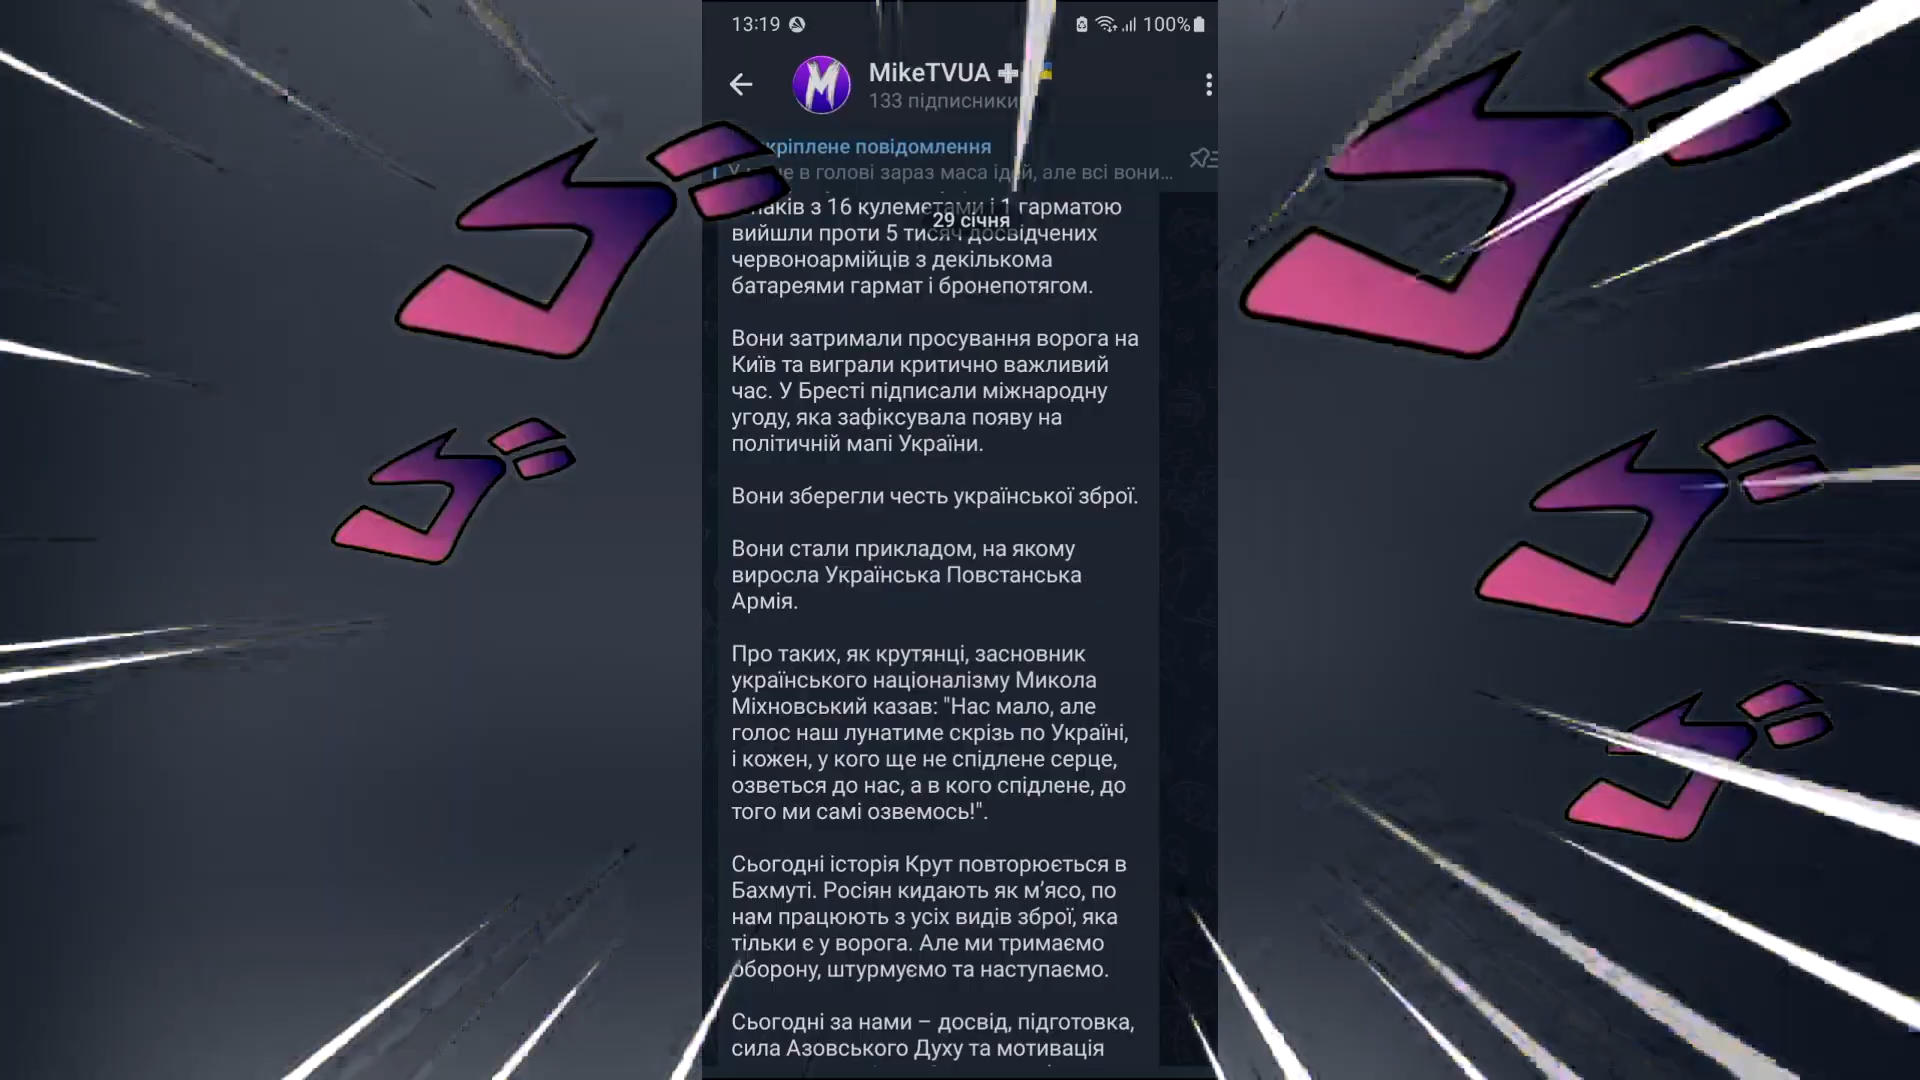 13:19
100%
MikeTVUA
133 підписники
кріплене повідомлення
в голові зараз маса ідей, але всі вони...
29 січня
з 16 кулеметами і 1 гарматою
вийшли проти 5 тисяч досвідчених
червоноармійців з декількома
батареями гармат і бронепотягом.
Вони затримали просування ворога на
Київ та виграли критично важливий
час. У Бресті підписали міжнародну
угоду, яка зафіксувала появу на
політичній мапі України.
Вони зберегли честь української зброї.
Вони стали прикладом, на якому
виросла Українська Повстанська
Армія.
Про таких, як крутянці, засновник
українського націоналізму Микола
Міхновський казав: "Нас мало, але
голос наш лунатиме скрізь по Україні,
і кожен, у кого ще не спідлене серце,
озветься до нас, а в кого спідлене, до
того ми самі озвемось!".
Сьогодні історія Крут повторюється в
Бахмуті. Росіян кидають як м’ясо, по
нам працюють з усіх видів зброї, яка
тільки є у ворога. Але ми тримаємо
оборону, штурмуємо та наступаємо.
Сьогодні за нами – досвід, підготовка,
сила Азовського Духу та мотивація